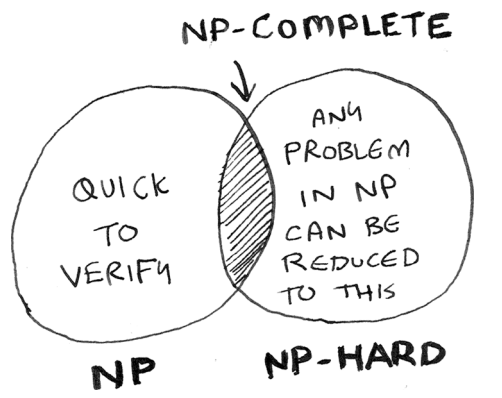 NP-COMPLETE
QUICK
TO
VERIFY
ANY
PROBLEM
IN NP
CAN BE
REDUCED
TO THIS
NP
NP-HARD